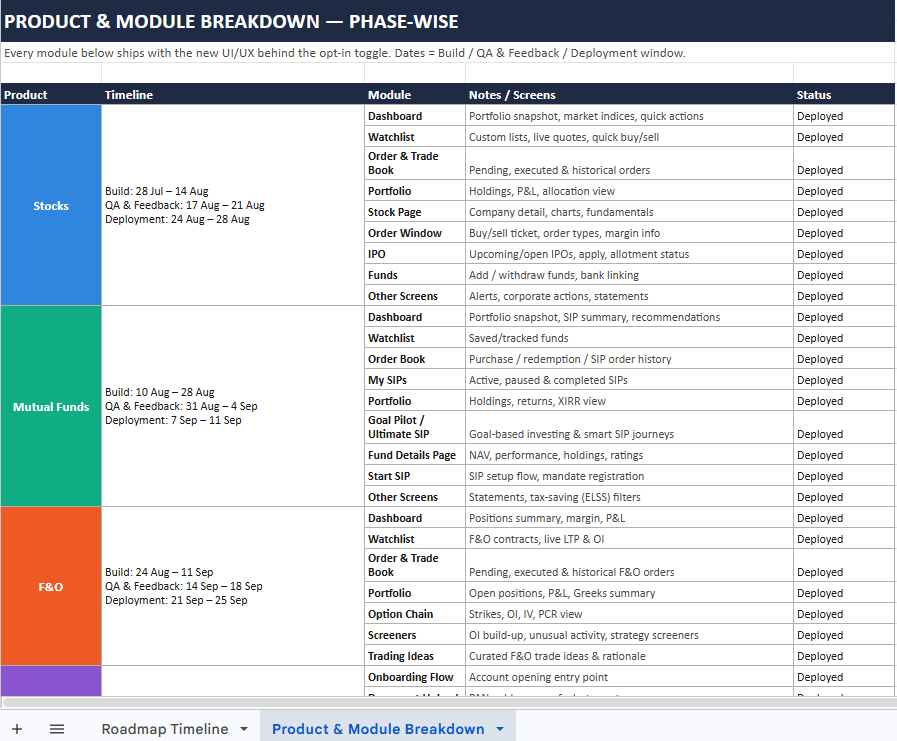 PRODUCT & MODULE BREAKDOWN — PHASE-WISE
Every module below ships with the new UI/UX behind the opt-in toggle. Dates = Build / QA & Feedback / Deployment window.
Product Timeline Module Notes / Screens Status
Stocks
Build: 28 Jul – 14 Aug
QA & Feedback: 17 Aug – 21 Aug
Deployment: 24 Aug – 28 Aug
Dashboard Portfolio snapshot, market indices, quick actions Deployed
Watchlist Custom lists, live quotes, quick buy/sell Deployed
Order & Trade
Book Pending, executed & historical orders Deployed
Portfolio Holdings, P&L, allocation view Deployed
Stock Page Company detail, charts, fundamentals Deployed
Order Window Buy/sell ticket, order types, margin info Deployed
IPO Upcoming/open IPOs, apply, allotment status Deployed
Funds Add / withdraw funds, bank linking Deployed
Other Screens Alerts, corporate actions, statements Deployed
Mutual Funds
Build: 10 Aug – 28 Aug
QA & Feedback: 31 Aug – 4 Sep
Deployment: 7 Sep – 11 Sep
Dashboard Portfolio snapshot, SIP summary, recommendations Deployed
Watchlist Saved/tracked funds Deployed
Order Book Purchase / redemption / SIP order history Deployed
My SIPs Active, paused & completed SIPs Deployed
Portfolio Holdings, returns, XIRR view Deployed
Goal Pilot /
Ultimate SIP Goal-based investing & smart SIP journeys Deployed
Fund Details Page NAV, performance, holdings, ratings Deployed
Start SIP SIP setup flow, mandate registration Deployed
Other Screens Statements, tax-saving (ELSS) filters Deployed
F&O
Build: 24 Aug – 11 Sep
QA & Feedback: 14 Sep – 18 Sep
Deployment: 21 Sep – 25 Sep
Dashboard Positions summary, margin, P&L Deployed
Watchlist F&O contracts, live LTP & OI Deployed
Order & Trade
Book Pending, executed & historical F&O orders Deployed
Portfolio Open positions, P&L, Greeks summary Deployed
Option Chain Strikes, OI, IV, PCR view Deployed
Screeners OI build-up, unusual activity, strategy screeners Deployed
Trading Ideas Curated F&O trade ideas & rationale Deployed
Onboarding Flow Account opening entry point Deployed
Roadmap Timeline Product & Module Breakdown